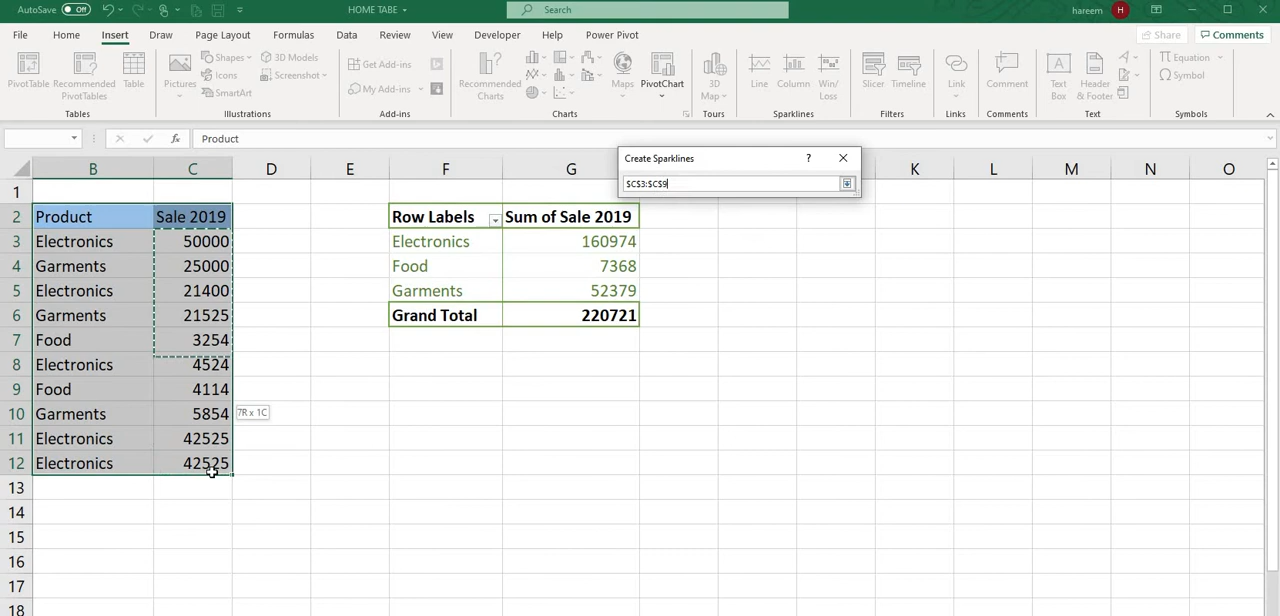 AutoSave Off HOME TABE Search hareem H
File Home Insert Draw Page Layout Formulas Data Review View Developer Help Power Pivot Share Comments
PivotTable Recommended PivotTables Table
Pictures Shapes Icons SmartArt 3D Models Screenshot
Get Add-ins My Add-ins
Recommended Charts Maps PivotChart
3D Map Line Column Win/Loss Slicer Timeline Link Comment Text Box Header & Footer Equation Symbol
Tables Illustrations Add-ins Charts Tours Sparklines Filters Links Comments Text Symbols
fx Product
Create Sparklines ?
$C$3:$C$9
B C D E F G K L M N O
1
2 Product Sale 2019 Row Labels Sum of Sale 2019
3 Electronics 50000 Electronics 160974
4 Garments 25000 Food 7368
5 Electronics 21400 Garments 52379
6 Garments 21525 Grand Total 220721
7 Food 3254
8 Electronics 4524
9 Food 4114
10 Garments 5854 7R x 1C
11 Electronics 42525
12 Electronics 42525
13
14
15
16
17
18